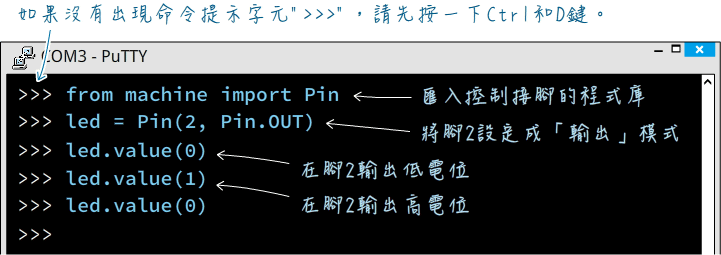 如果沒有出現命令提示字元">>>"，請先按一下Ctrl和D鍵。
COM3 - PuTTY
>>> from machine import Pin 匯入控制接腳的程式庫
>>> led = Pin(2, Pin.OUT) 將腳2設定成「輸出」模式
>>> led.value(0) 在腳2輸出低電位
>>> led.value(1) 在腳2輸出高電位
>>> led.value(0)
>>>